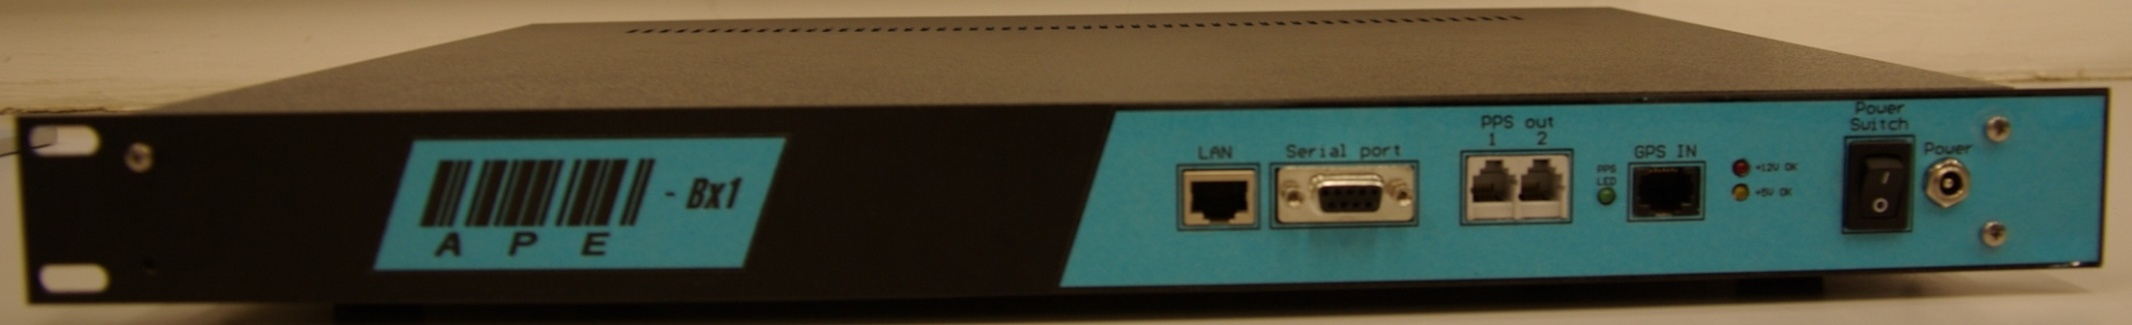 A P E
- Bx1
LAN
Serial port
PPS out
1 2
PPS
LED
GPS IN
+12V OK
+5V OK
Power
Switch
Power